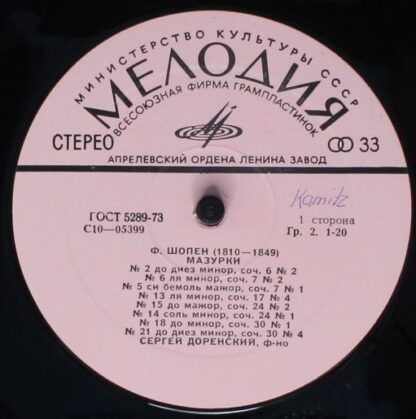 МИНИСТЕРСТВО КУЛЬТУРЫ СССР
МЕЛОДИЯ
ВСЕСОЮЗНАЯ ФИРМА ГРАМПЛАСТИНОК
СТЕРЕО
33
АПРЕЛЕВСКИЙ ОРДЕНА ЛЕНИНА ЗАВОД
ГОСТ 5289-73
С10—05399
Kamitz
1 сторона
Гр. 2, 1-20
Ф. ШОПЕН (1810—1849)
МАЗУРКИ
№ 2 до диез минор, соч. 6 № 2
№ 6 ля минор, соч. 7 № 2
№ 5 си бемоль мажор, соч. 7 № 1
№ 13 ля минор, соч. 17 № 4
№ 15 до мажор, соч. 24 № 2
№ 14 соль минор, соч. 24 № 1
№ 18 до минор, соч. 30 № 1
№ 21 до диез минор, соч. 30 № 4
СЕРГЕЙ ДОРЕНСКИЙ, ф-но